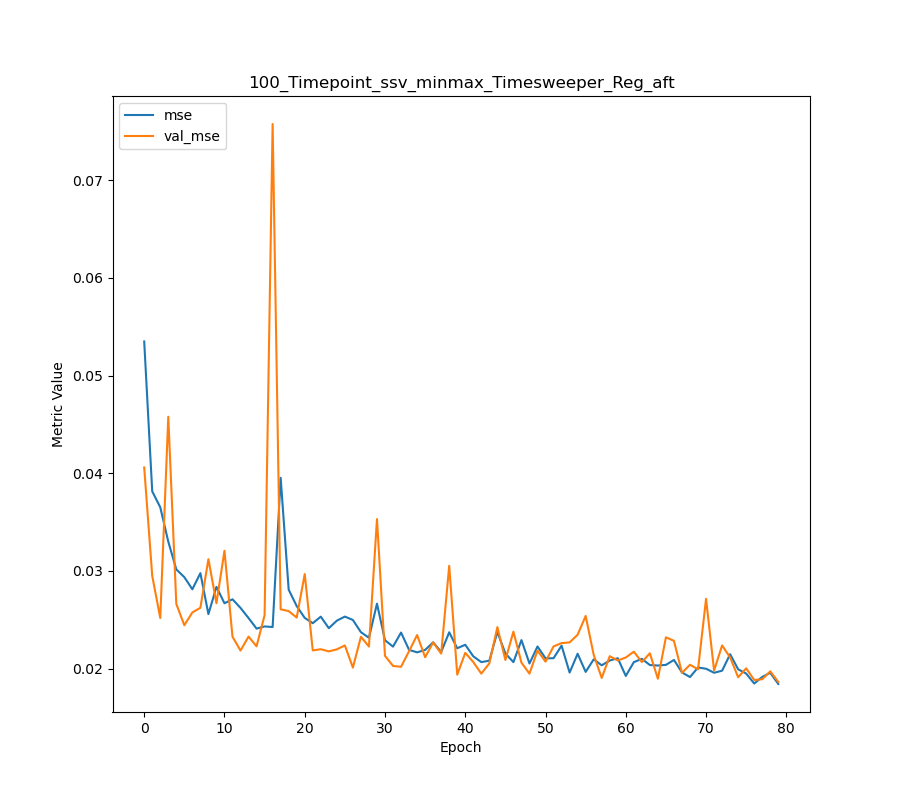 100_Timepoint_ssv_minmax_Timesweeper_Reg_aft
mse
val_mse
0.07
0.06
0.05
0.04
0.03
0.02
Metric Value
0 10 20 30 40 50 60 70 80
Epoch